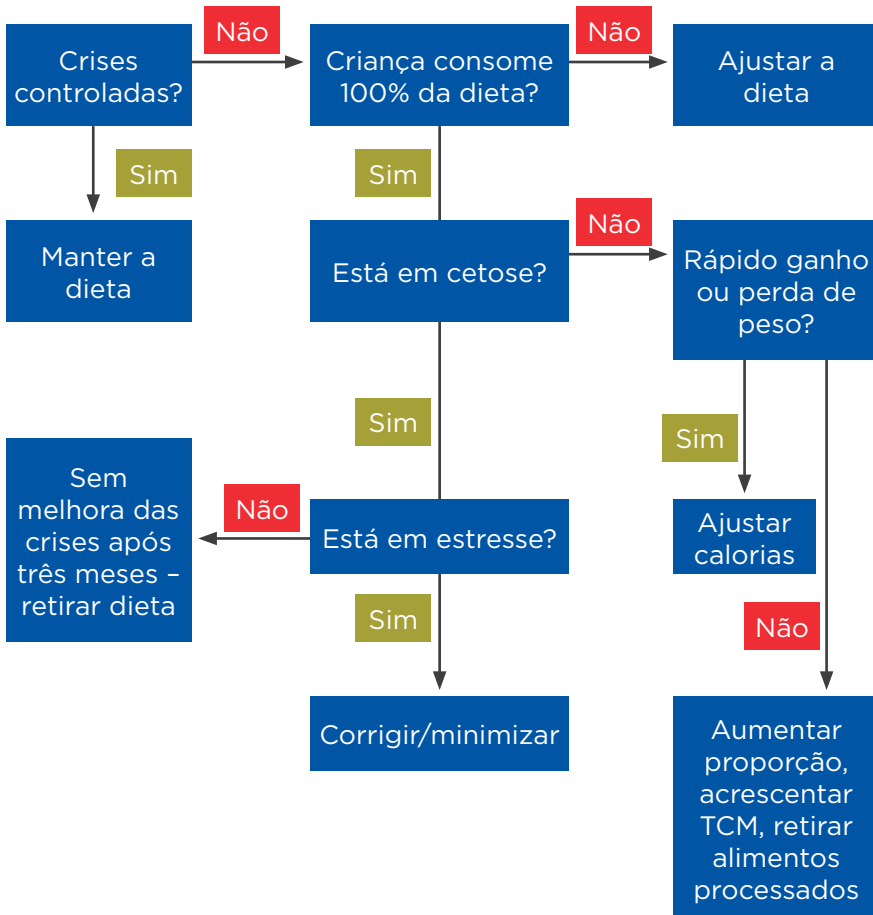 Crises
controladas?
Não
Criança consome
100% da dieta?
Não
Ajustar a
dieta
Sim
Sim
Manter a
dieta
Está em cetose?
Não
Rápido ganho
ou perda de
peso?
Sim
Sim
Sem
melhora das
crises após
três meses –
retirar dieta
Não
Está em estresse?
Ajustar
calorias
Sim
Não
Corrigir/minimizar
Aumentar
proporção,
acrescentar
TCM, retirar
alimentos
processados